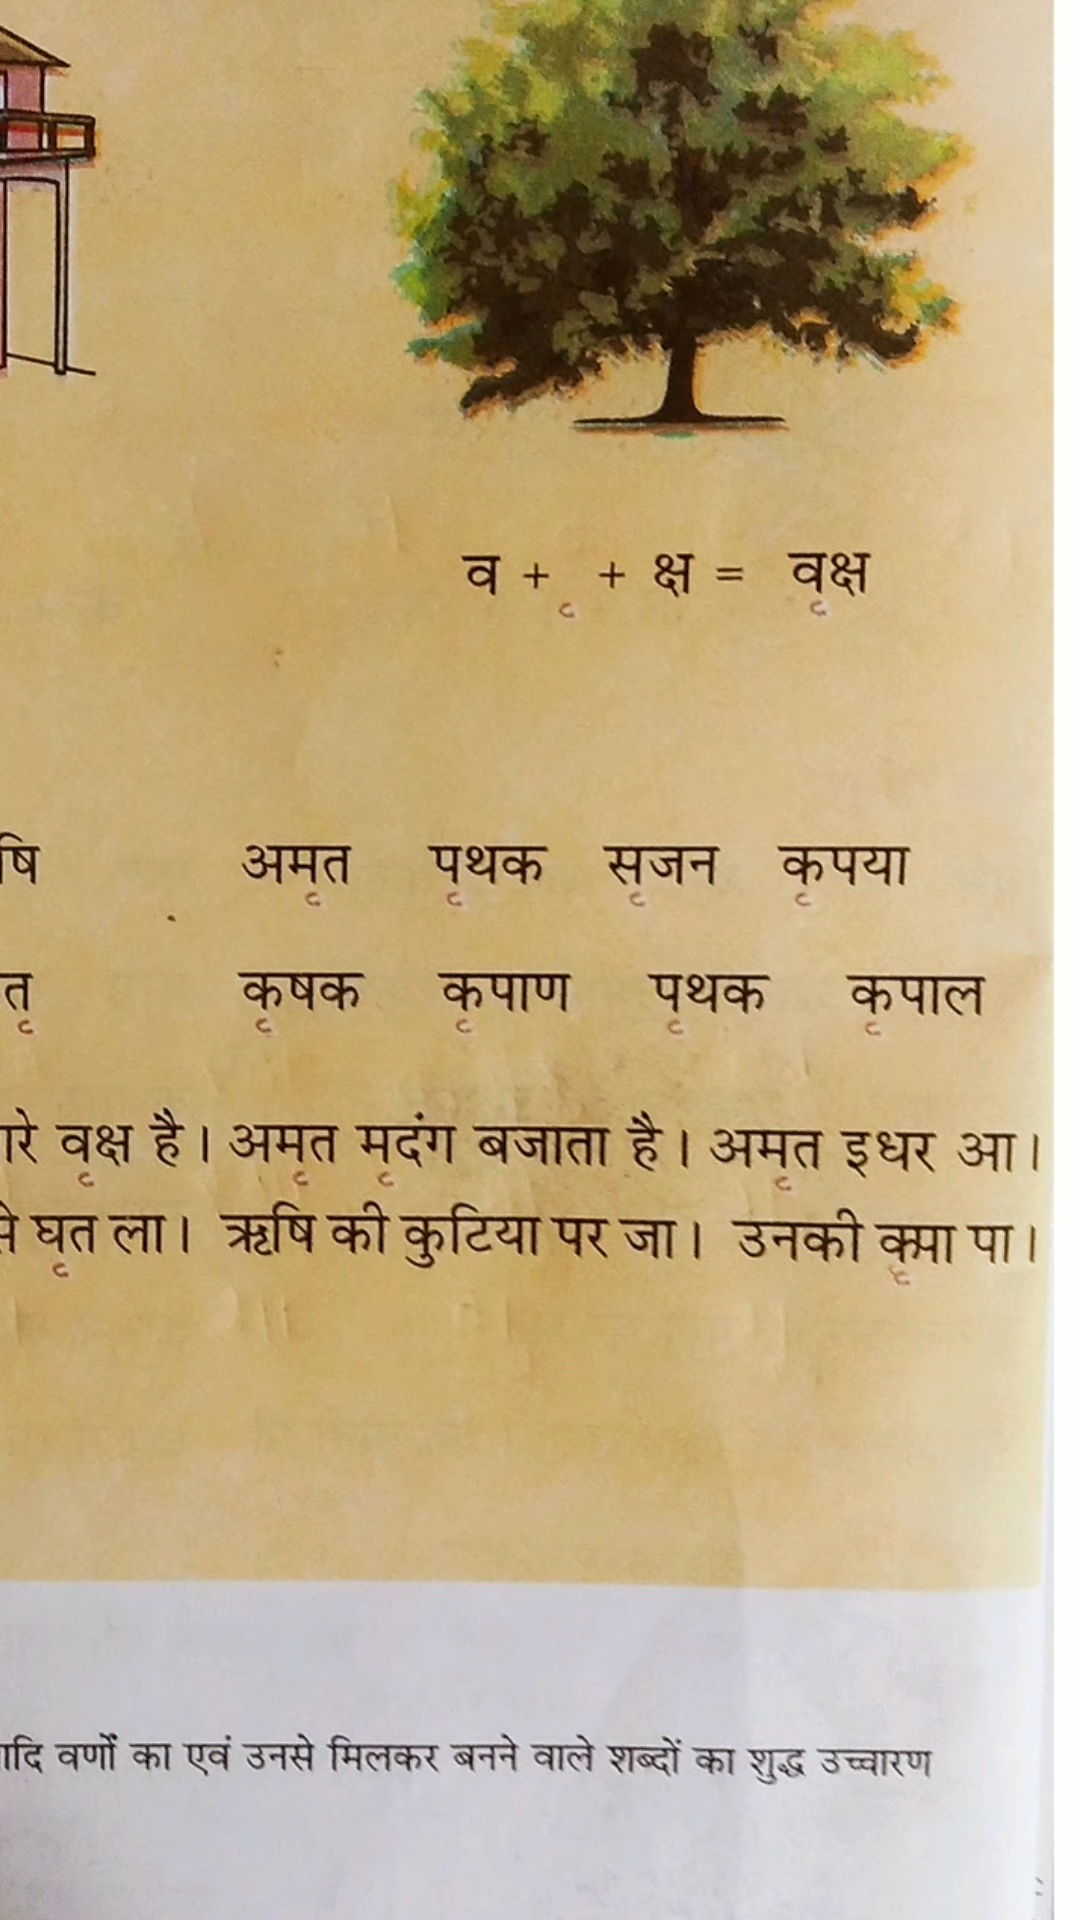 व + ृ + क्ष = वृक्ष
षि अमृत पृथक सृजन कृपया
तृ कृषक कृपाण पृथक कृपाल
रे वृक्ष है। अमृत मृदंग बजाता है। अमृत इधर आ।
से घृत ला। ऋषि की कुटिया पर जा। उनकी कृपा पा।
दि वर्णों का एवं उनसे मिलकर बनने वाले शब्दों का शुद्ध उच्चारण